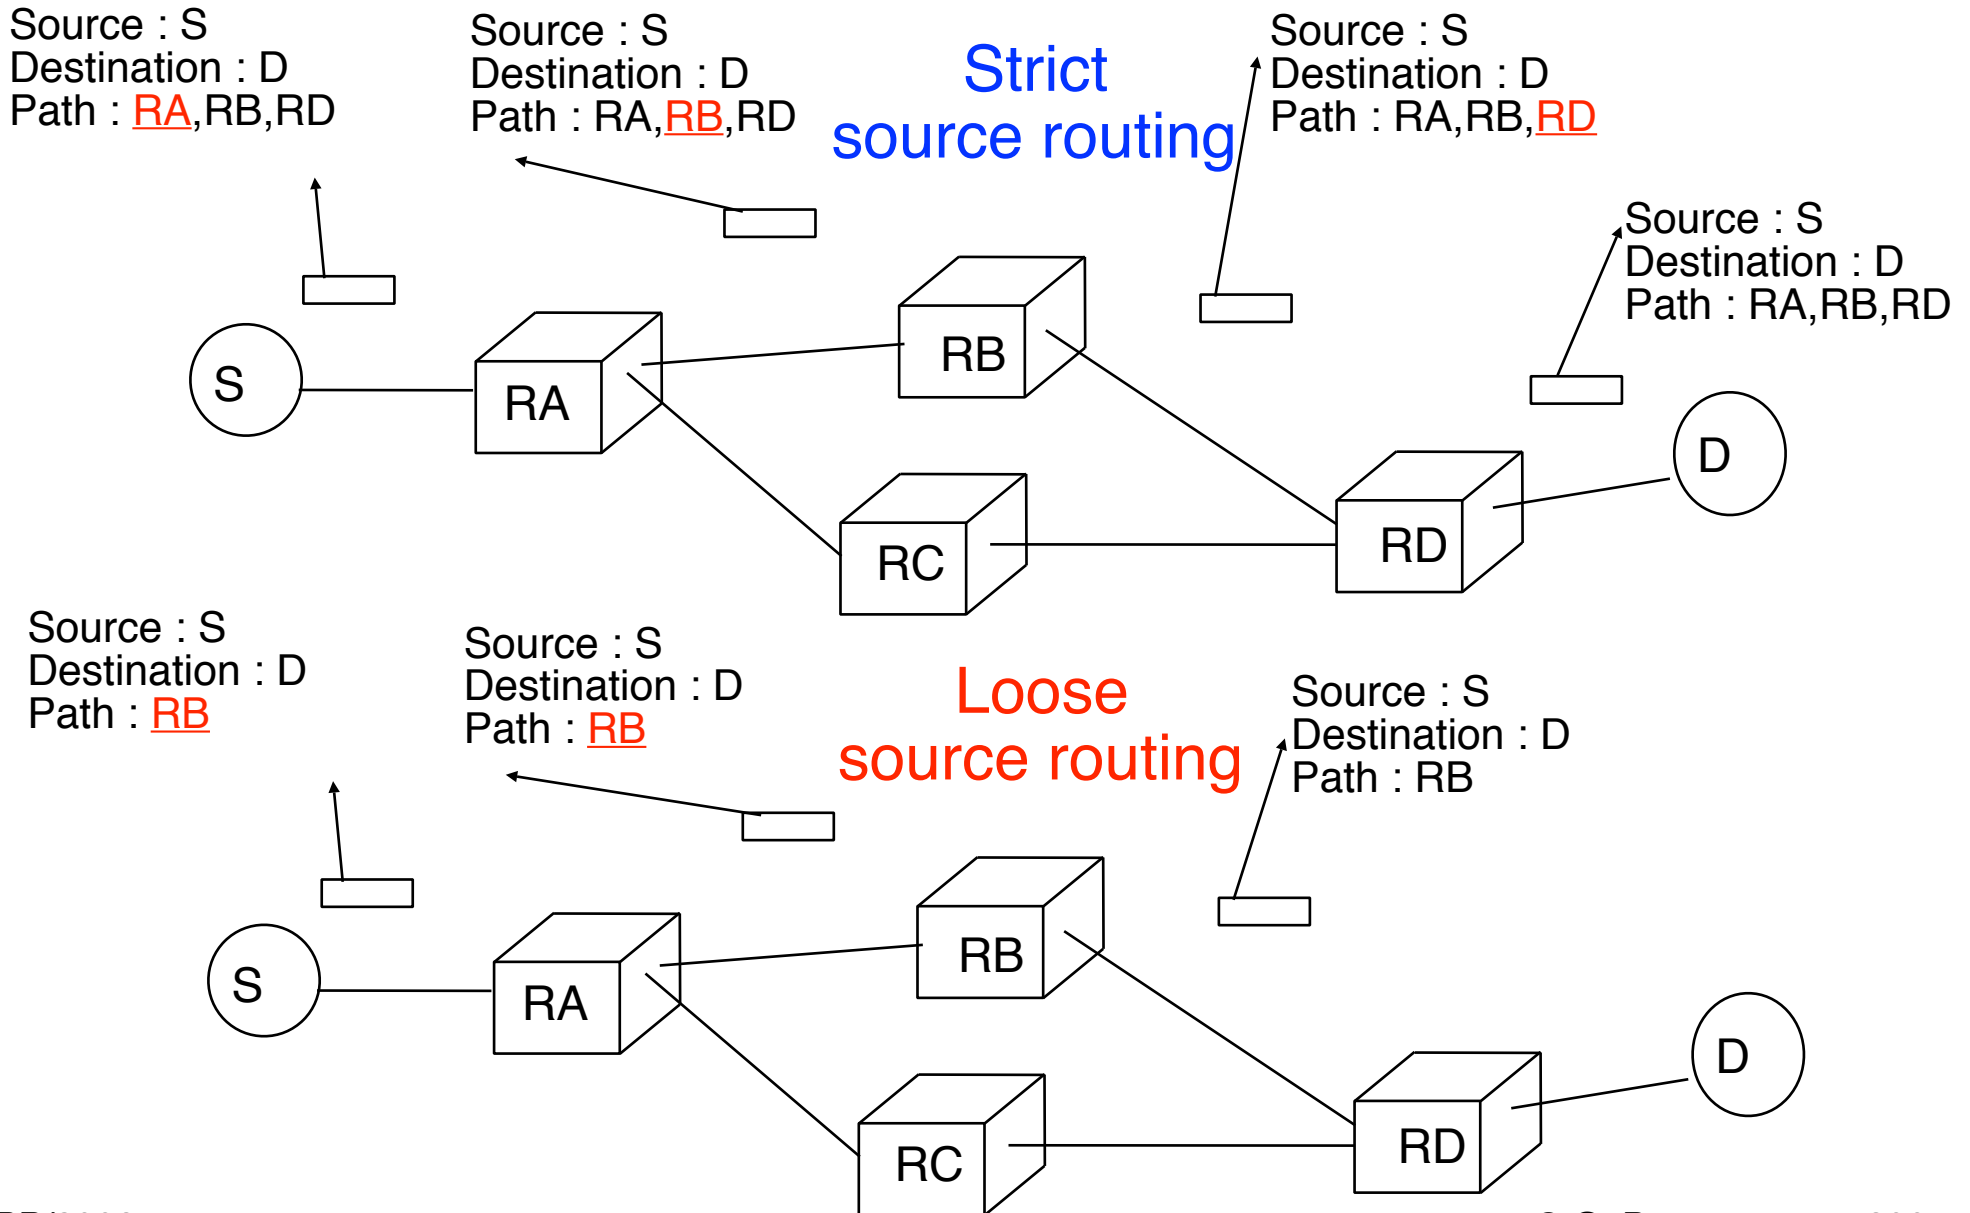 Source : S
Destination : D
Path : RA,RB,RD
Source : S
Destination : D
Path : RA,RB,RD
Strict
source routing
Source : S
Destination : D
Path : RA,RB,RD
Source : S
Destination : D
Path : RA,RB,RD
S
RA
RB
RC
RD
D
Source : S
Destination : D
Path : RB
Source : S
Destination : D
Path : RB
Loose
source routing
Source : S
Destination : D
Path : RB
S
RA
RB
RC
RD
D